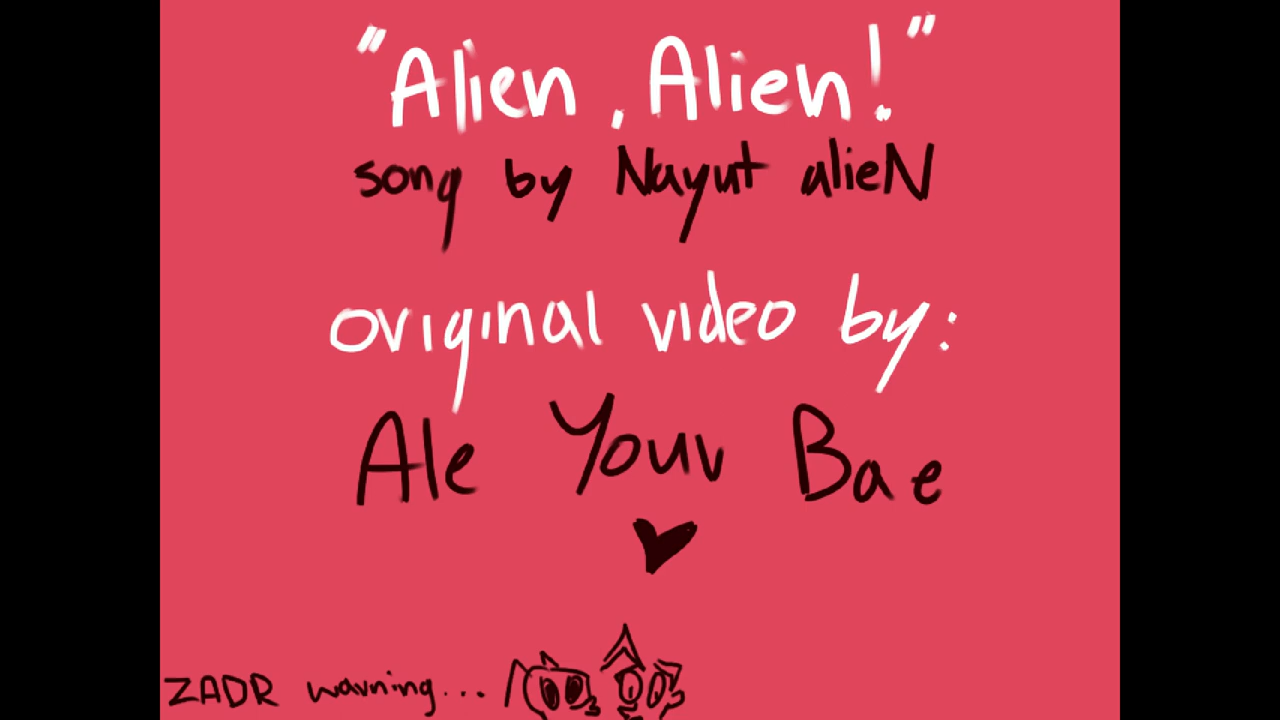 "Alien, Alien!"
song by Nayut alieN
original video by:
Ale Your Bae
ZADR warning...